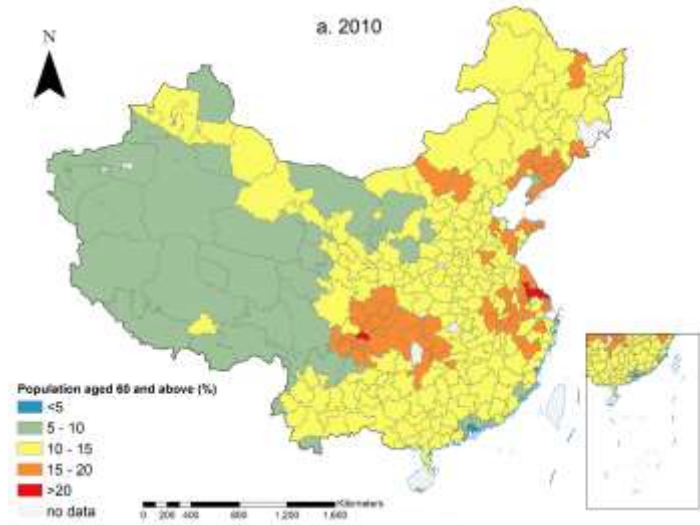 a. 2010
N
Population aged 60 and above (%)
<5
5 - 10
10 - 15
15 - 20
>20
no data
Kilometers
0 200 400 800 1,200 1,600